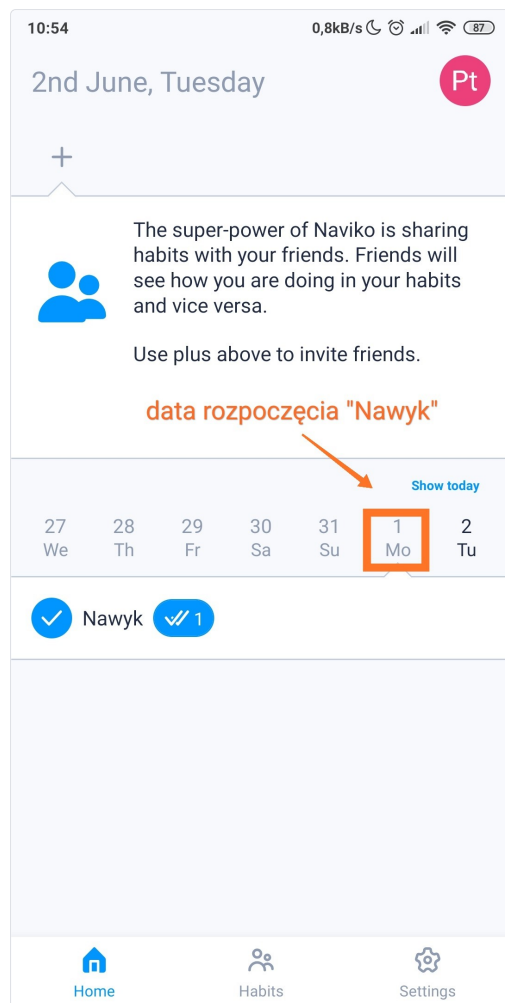 10:54 0,8kB/s 87
2nd June, Tuesday Pt
+
The super-power of Naviko is sharing
habits with your friends. Friends will
see how you are doing in your habits
and vice versa.
Use plus above to invite friends.
data rozpoczęcia "Nawyk"
Show today
27 28 29 30 31 1 2
We Th Fr Sa Su Mo Tu
Nawyk 1
Home Habits Settings